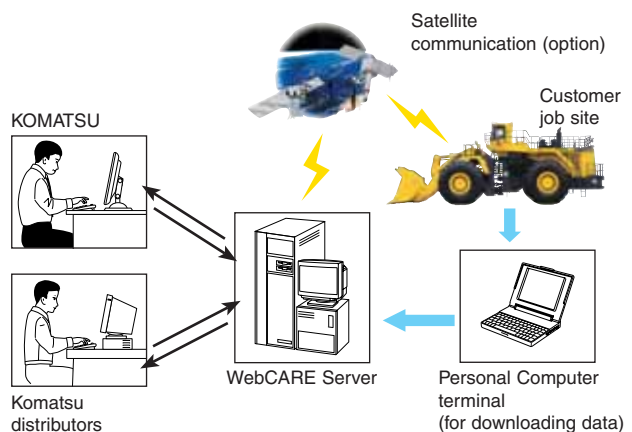 Satellite
communication (option)
KOMATSU
Customer
job site
WebCARE Server
Personal Computer
terminal
(for downloading data)
Komatsu
distributors